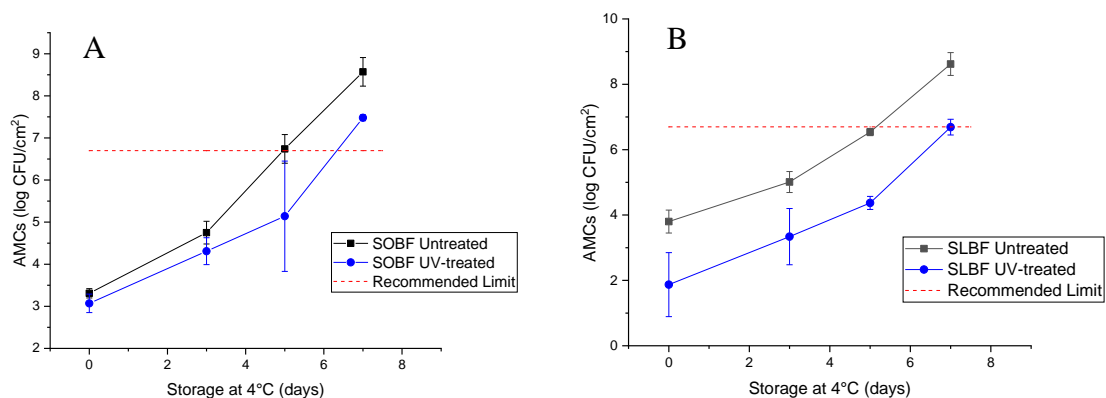 A
AMCs (log CFU/cm²)
9
8
7
6
5
4
3
2
0
2
4
6
8
Storage at 4°C (days)
SOBF Untreated
SOBF UV-treated
Recommended Limit
B
AMCs (log CFU/cm²)
10
8
6
4
2
0
0
2
4
6
8
Storage at 4°C (days)
SLBF Untreated
SLBF UV-treated
Recommended Limit